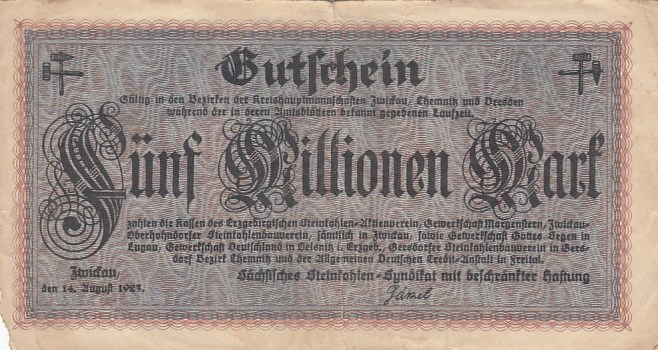 Gutschein
Gültig in den Bezirken der Kreishauptmannschaften Zwickau, Chemnitz und Dresden
während der in deren Amtsblättern bekannt gegebenen Laufzeit.
Fünf Millionen Mark
zahlen die Kassen des Erzgebirgischen Steinkohlen-Aktienverein, Gewerkschaft Morgenstern, Zwickau-
Oberhohndorfer Steinkohlenbauverein, sämtlich in Zwickau, sowie Gewerkschaft Gottes Segen in
Lugau, Gewerkschaft Deutschland in Oelsnitz i. Erzgeb., Gersdorfer Steinkohlenbauverein in Gers-
dorf Bezirk Chemnitz und der Allgemeinen Deutschen Credit-Anstalt in Freital.
Zwickau,
den 14. August 1923.
Sächsisches Steinkohlen-Syndikat mit beschränkter Haftung